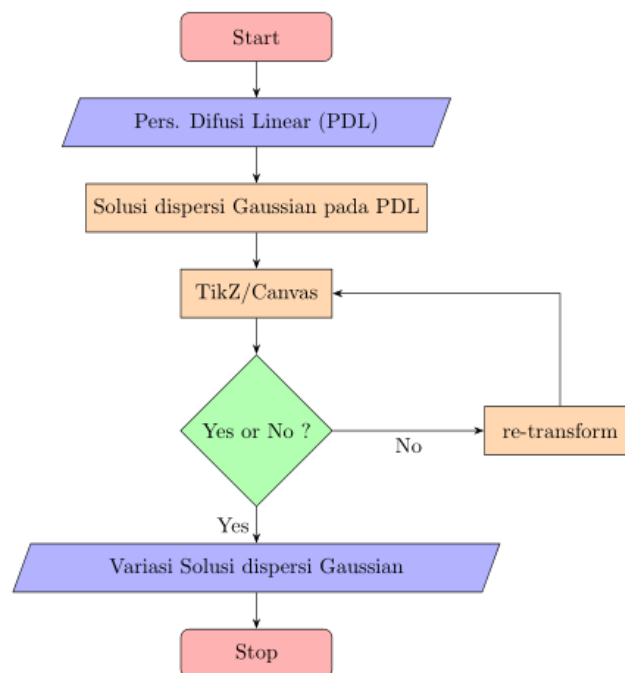 Start
Pers. Difusi Linear (PDL)
Solusi dispersi Gaussian pada PDL
TikZ/Canvas
Yes or No ?
No
re-transform
Yes
Variasi Solusi dispersi Gaussian
Stop